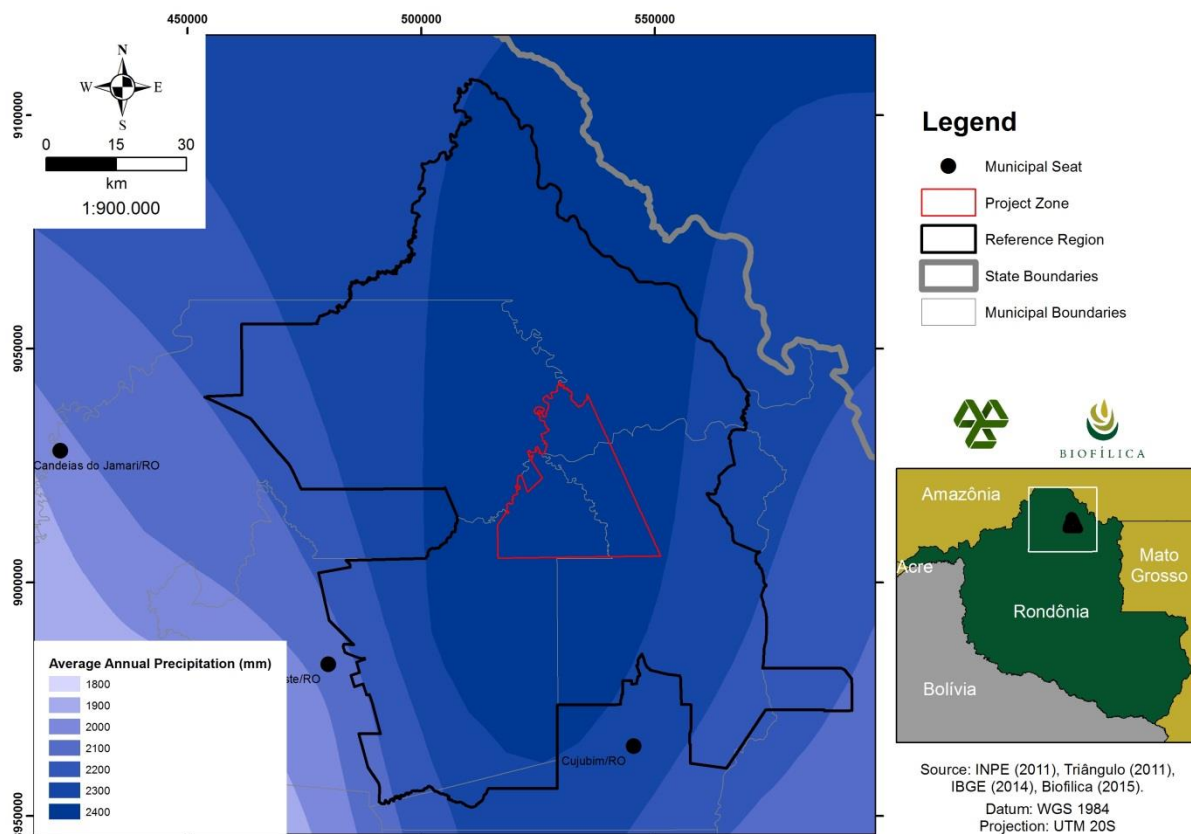 450000
500000
550000
N
W
E
S
0
15
30
km
1:900.000
9100000
9050000
9000000
8950000
Candeias do Jamari/RO
ste/RO
Cujubim/RO
Average Annual Precipitation (mm)
1800
1900
2000
2100
2200
2300
2400
Legend
Municipal Seat
Project Zone
Reference Region
State Boundaries
Municipal Boundaries
BIOFÍLICA
Amazônia
Acre
Mato
Grosso
Rondônia
Bolívia
Source: INPE (2011), Triângulo (2011),
IBGE (2014), Biofílica (2015).
Datum: WGS 1984
Projection: UTM 20S